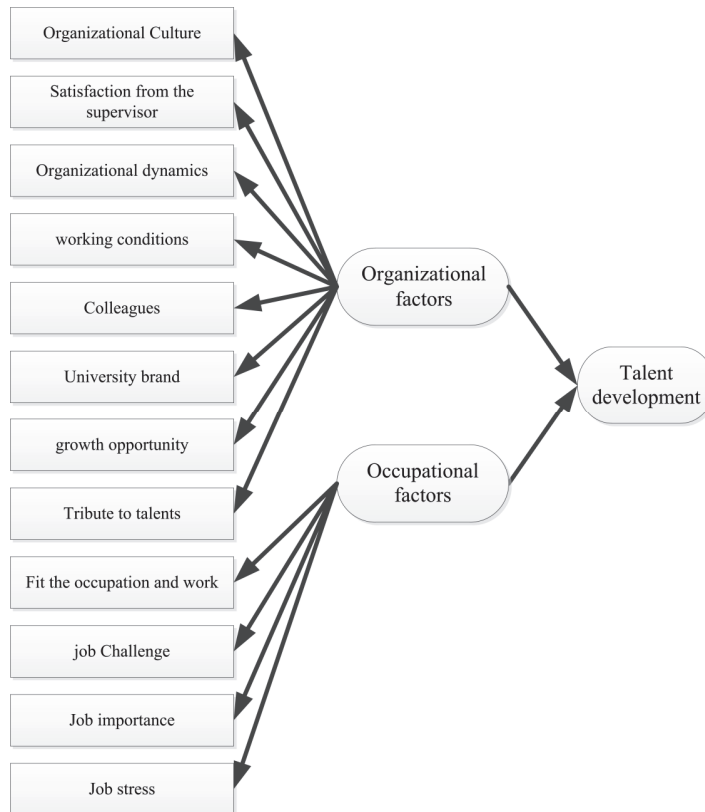 Organizational Culture
Satisfaction from the
supervisor
Organizational dynamics
working conditions
Colleagues
University brand
growth opportunity
Tribute to talents
Fit the occupation and work
job Challenge
Job importance
Job stress
Organizational
factors
Occupational
factors
Talent
development